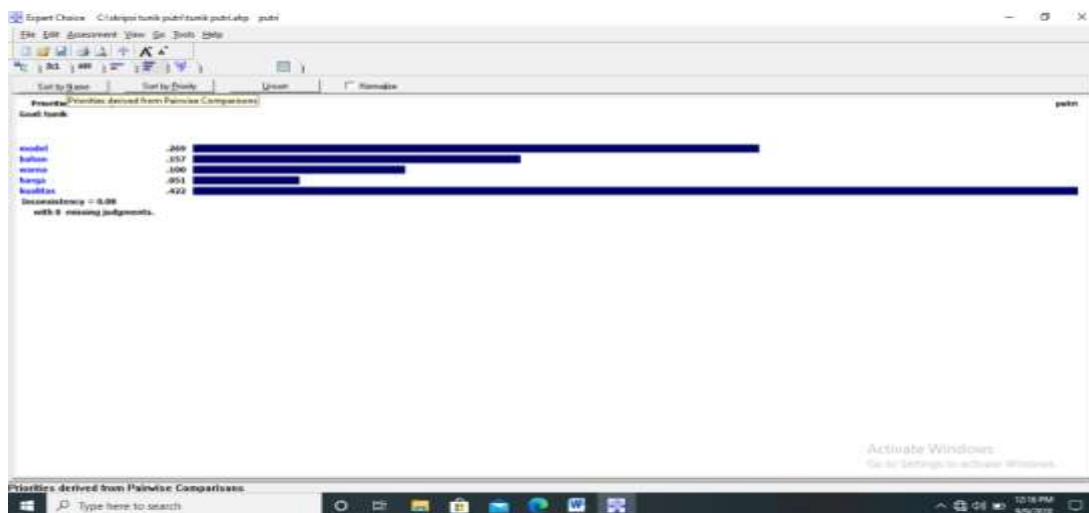 Expert Choice C:\skripsi tunik putri\tunik putri.ahp putri
File Edit Assessment View Go Tools Help
Sort by Name Sort by Priority Unsort Normalize
Priorities derived from Pairwise Comparisons
putri
Goal: tunik
model .269
bahan .157
warna .100
harga .051
kualitas .422
Inconsistency = 0.08
with 0 missing judgments.
Activate Windows
Go to Settings to activate Windows.
Priorities derived from Pairwise Comparisons
Type here to search
12:16 PM